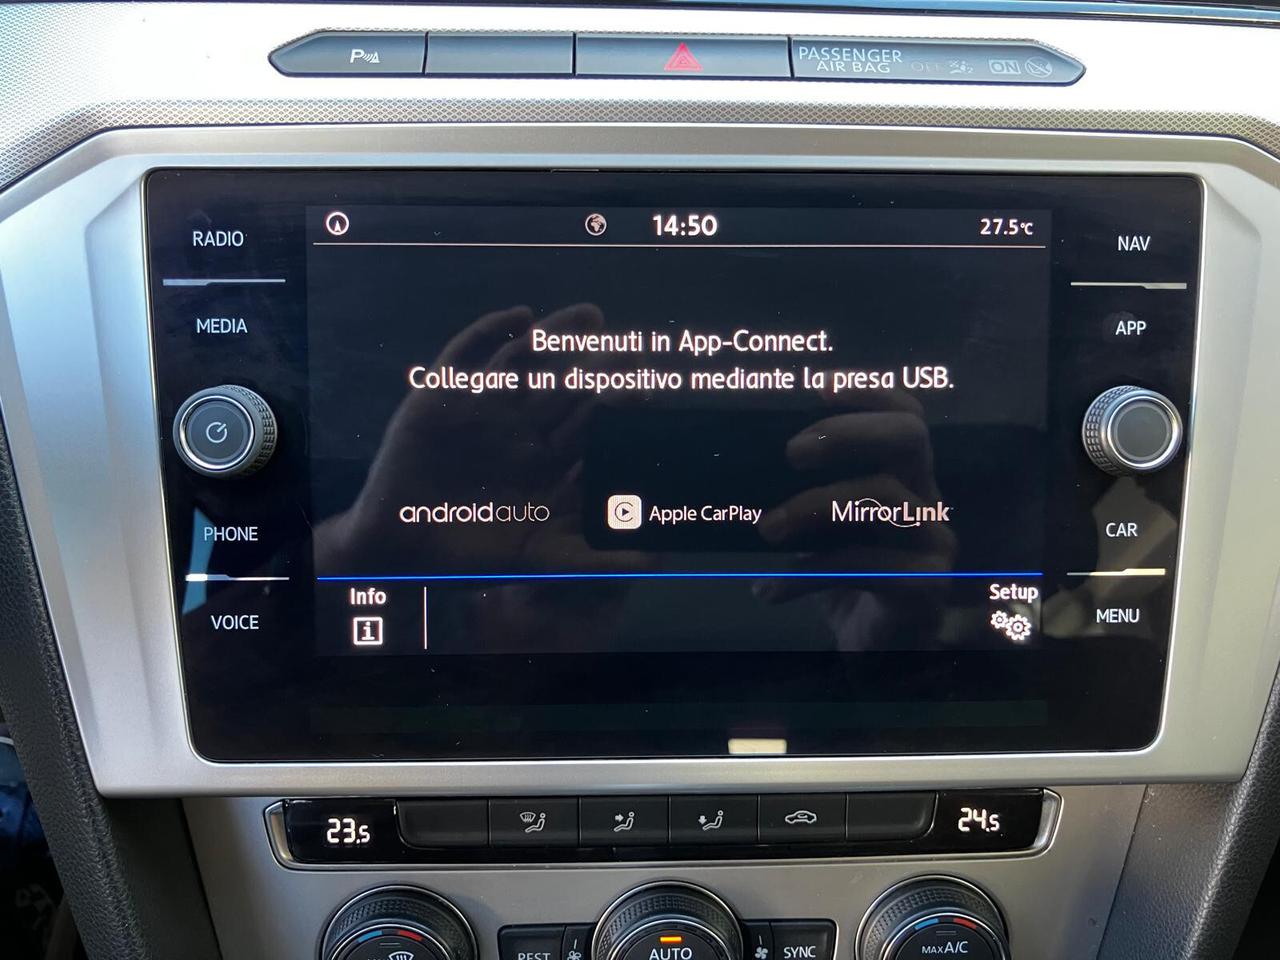 P
PASSENGER
AIR BAG OFF ON
RADIO
MEDIA
PHONE
VOICE
14:50
27.5°C
Benvenuti in App-Connect.
Collegare un dispositivo mediante la presa USB.
androidauto
Apple CarPlay
MirrorLink
Info
i
Setup
NAV
APP
CAR
MENU
23.5
24.5
REST
AUTO
SYNC
MAX A/C
MAX